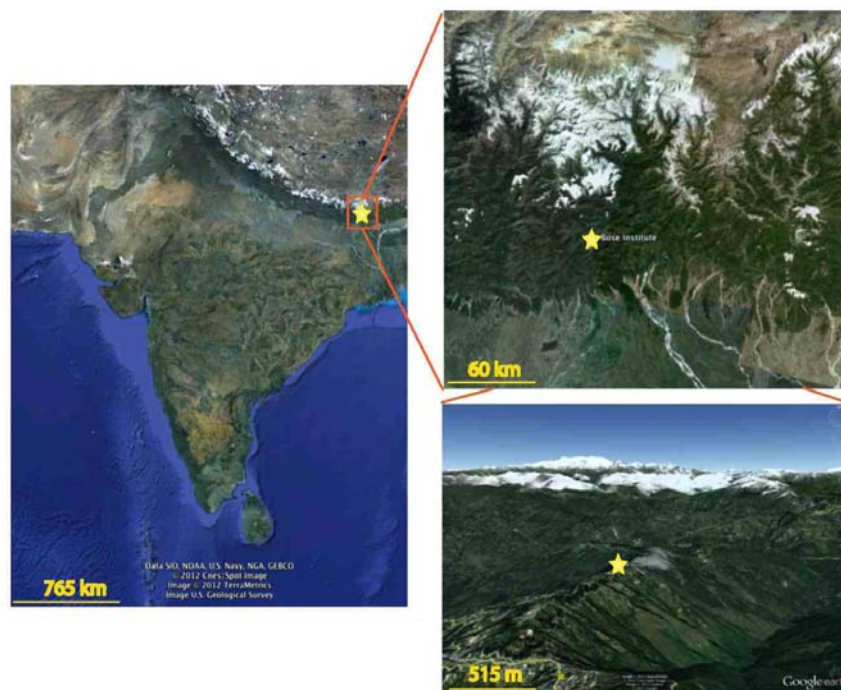 Data SIO, NOAA, U.S. Navy, NGA, GEBCO
© 2012 Cnes/Spot Image
Image © 2012 TerraMetrics
Image U.S. Geological Survey
765 km
Bose Institute
60 km
515 m
Google earth